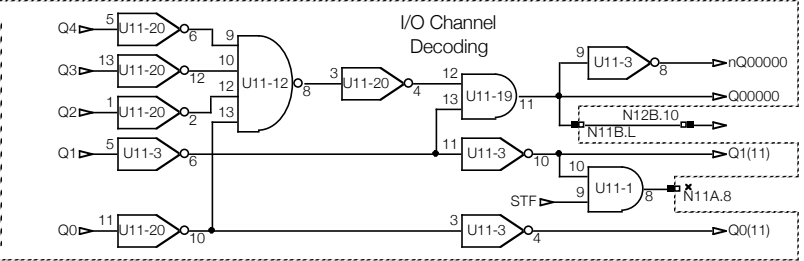 I/O Channel
Decoding
Q4 5 U11-20 6 9
Q3 13 U11-20 12 10 U11-12 8 3 U11-20 4 12 U11-19 11 9 U11-3 8 nQ00000
Q2 1 U11-20 2 12 13 13 Q00000
N12B.10
N11B.L
Q1 5 U11-3 6 11 U11-3 10 Q1(11)
10 U11-1 8 N11A.8
STF 9
Q0 11 U11-20 10 3 U11-3 4 Q0(11)